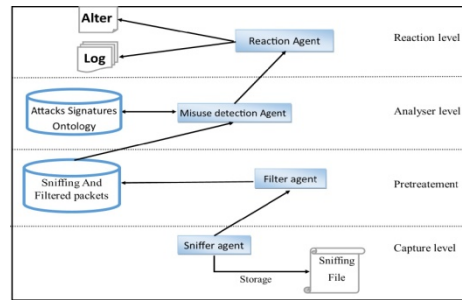 Alter
Reaction Agent
Reaction level
Log
Attacks Signatures
Ontology
Misuse detection Agent
Analyser level
Sniffing And
Filtered packets
Filter agent
Pretreatement
Sniffer agent
Capture level
Storage
Sniffing
File